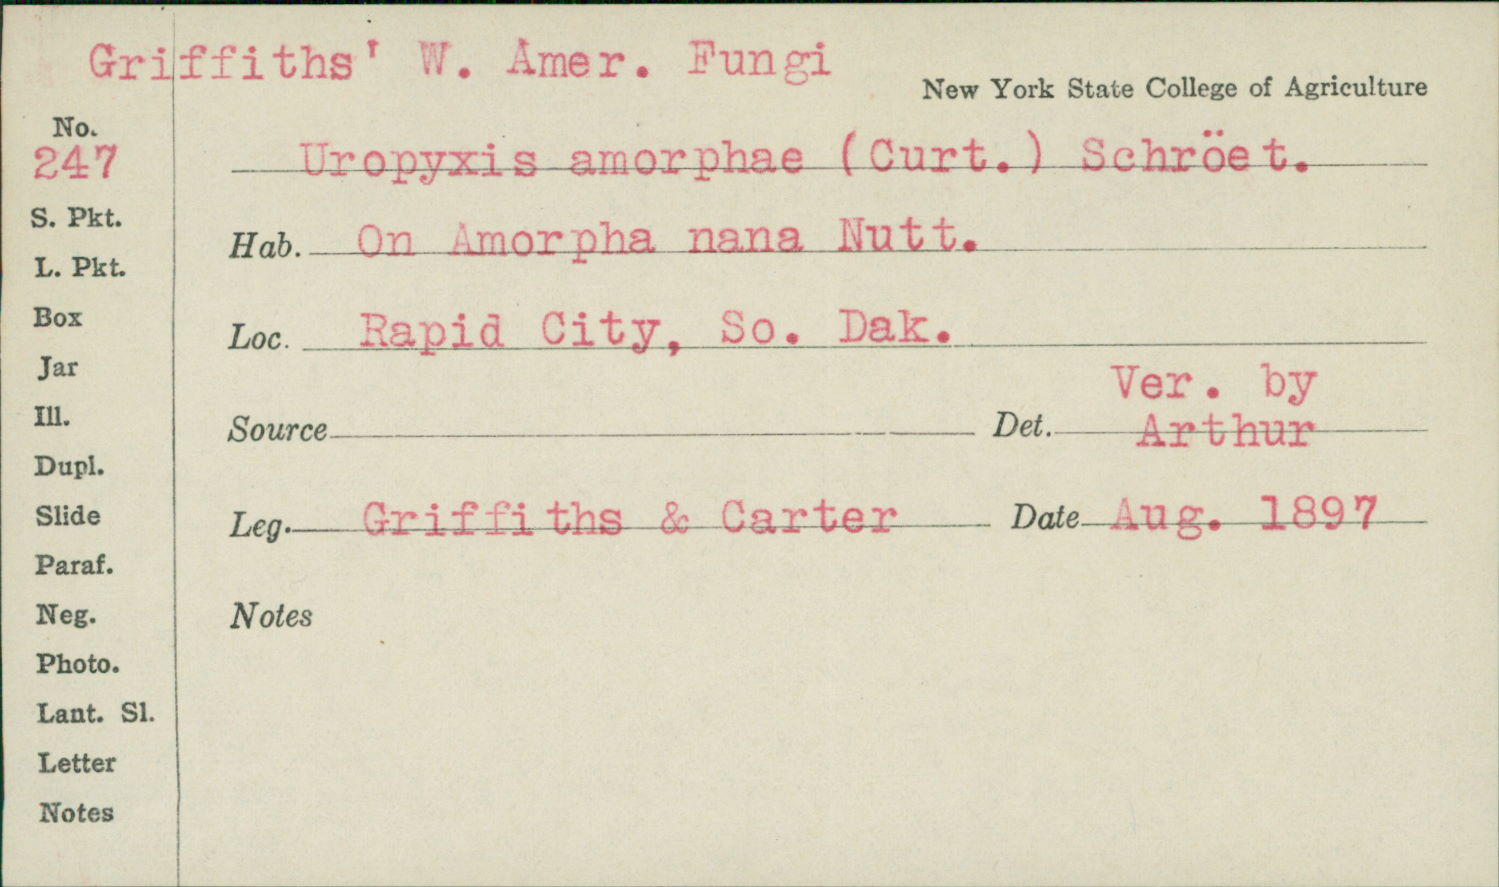 Griffiths' W. Amer. Fungi
New York State College of Agriculture
No.
247
Uropyxis amorphae (Curt.) Schröet.
S. Pkt.
Hab. On Amorpha nana Nutt.
L. Pkt.
Box
Loc. Rapid City, So. Dak.
Jar
Ill.
Source
Det. Ver. by
Arthur
Dupl.
Slide
Leg. Griffiths & Carter Date Aug. 1897
Paraf.
Neg.
Notes
Photo.
Lant. Sl.
Letter
Notes